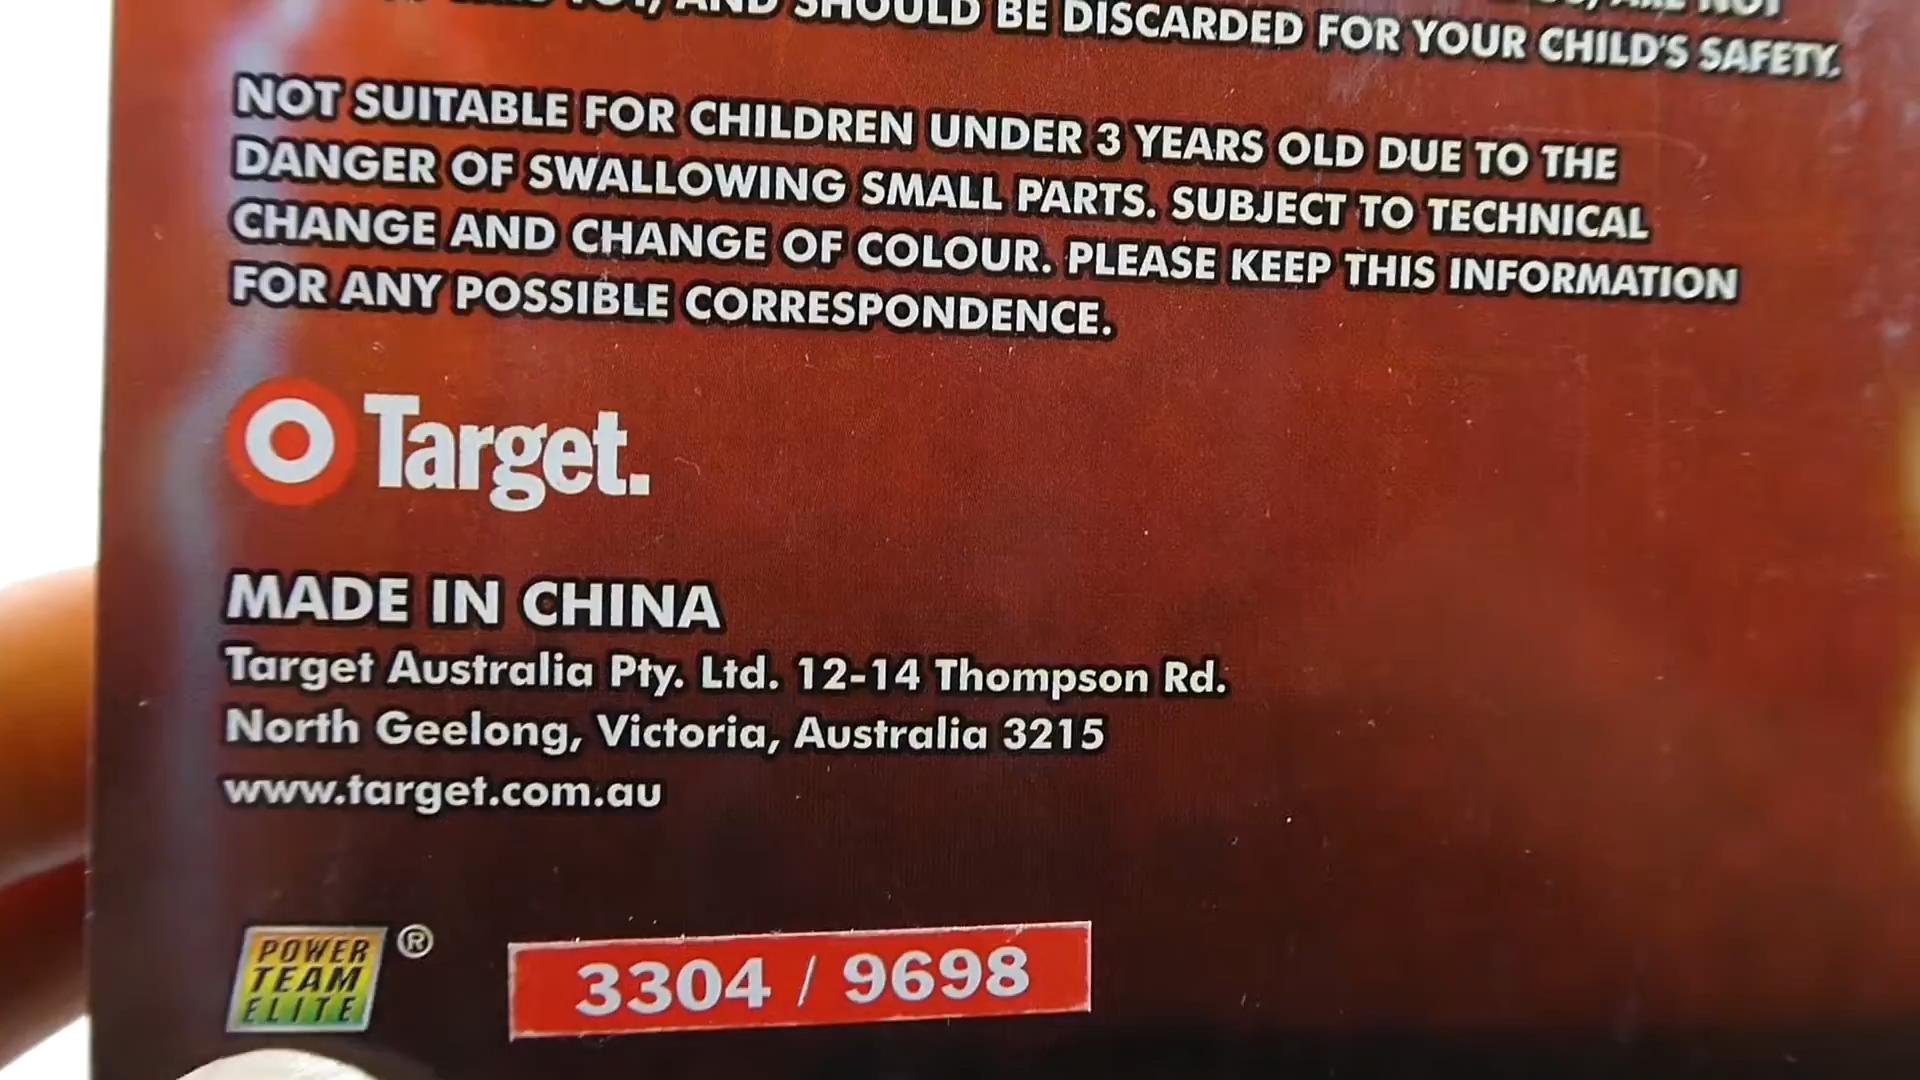 AND SHOULD BE DISCARDED FOR YOUR CHILD'S SAFETY.
NOT SUITABLE FOR CHILDREN UNDER 3 YEARS OLD DUE TO THE
DANGER OF SWALLOWING SMALL PARTS. SUBJECT TO TECHNICAL
CHANGE AND CHANGE OF COLOUR. PLEASE KEEP THIS INFORMATION
FOR ANY POSSIBLE CORRESPONDENCE.
Target.
MADE IN CHINA
Target Australia Pty. Ltd. 12-14 Thompson Rd.
North Geelong, Victoria, Australia 3215
www.target.com.au
POWER
TEAM
ELITE
®
3304 / 9698